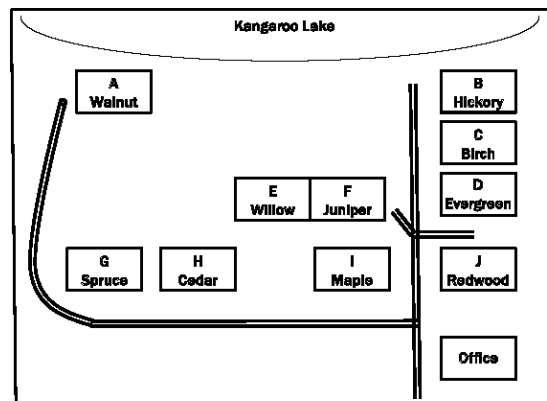 Kangaroo Lake
A
Walnut
B
Hickory
C
Birch
D
Evergreen
E
Willow
F
Juniper
G
Spruce
H
Cedar
I
Maple
J
Redwood
Office